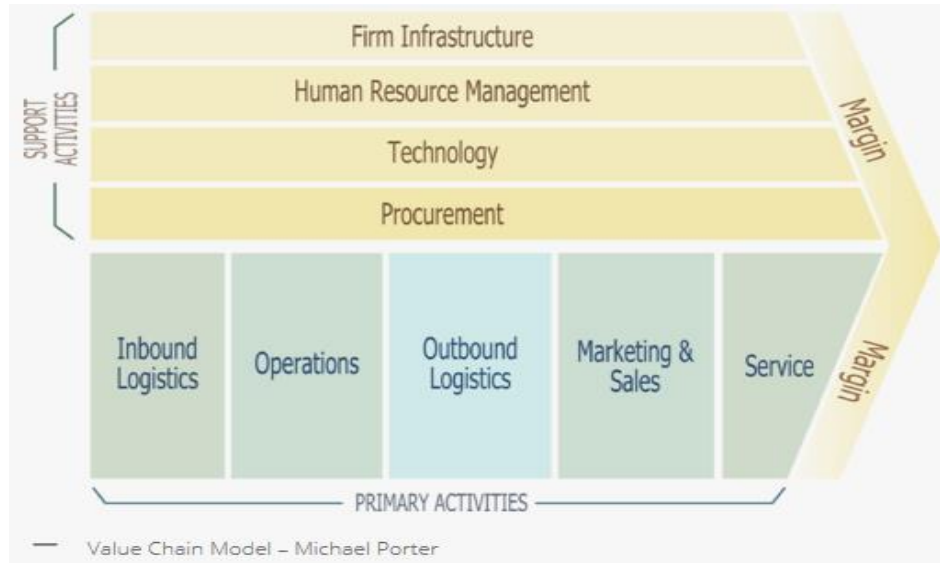 SUPPORT
ACTIVITIES
Firm Infrastructure
Human Resource Management
Technology
Procurement
Margin
Inbound
Logistics
Operations
Outbound
Logistics
Marketing &
Sales
Service
Margin
PRIMARY ACTIVITIES
— Value Chain Model – Michael Porter